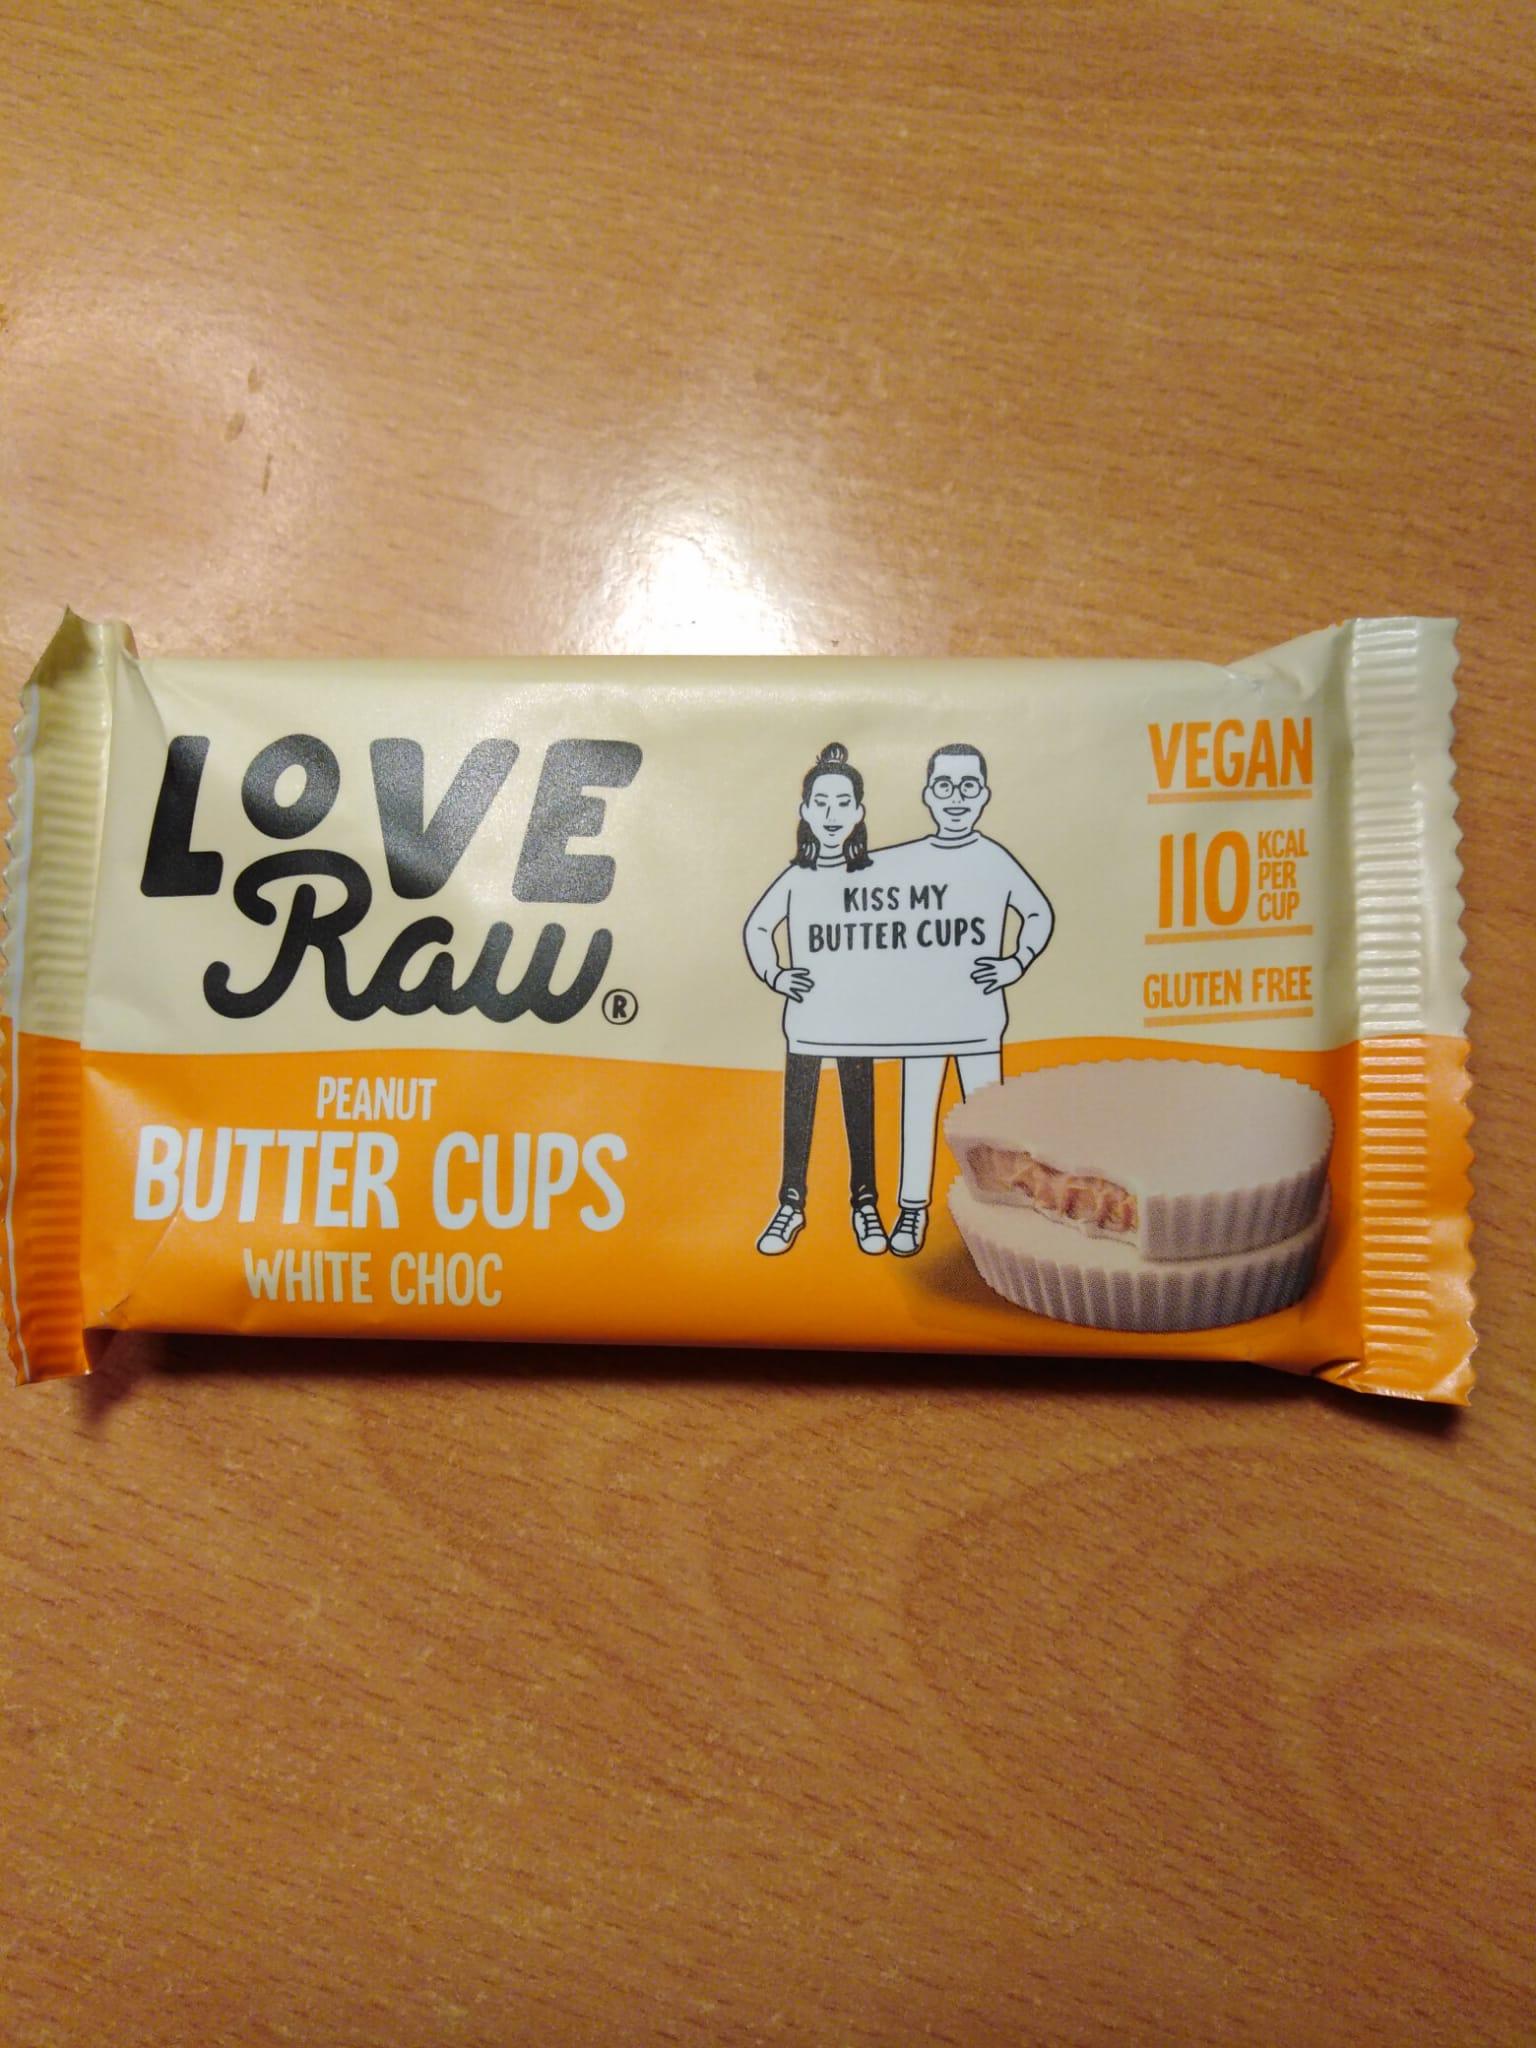 LOVE
Raw®
PEANUT
BUTTER CUPS
WHITE CHOC
KISS MY
BUTTER CUPS
VEGAN
110 KCAL
PER
CUP
GLUTEN FREE